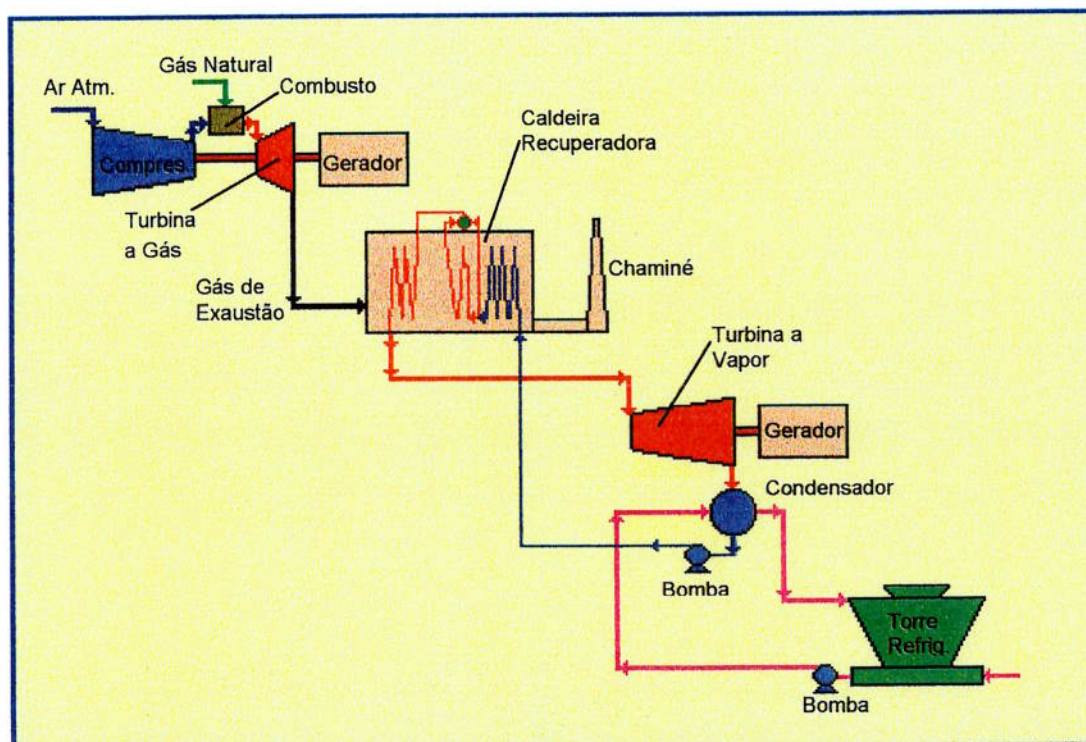 Gás Natural
Ar Atm.
Combusto
Compres.
Gerador
Turbina
a Gás
Caldeira
Recuperadora
Gás de
Exaustão
Chaminé
Turbina a
Vapor
Gerador
Condensador
Bomba
Torre
Refrig.
Bomba